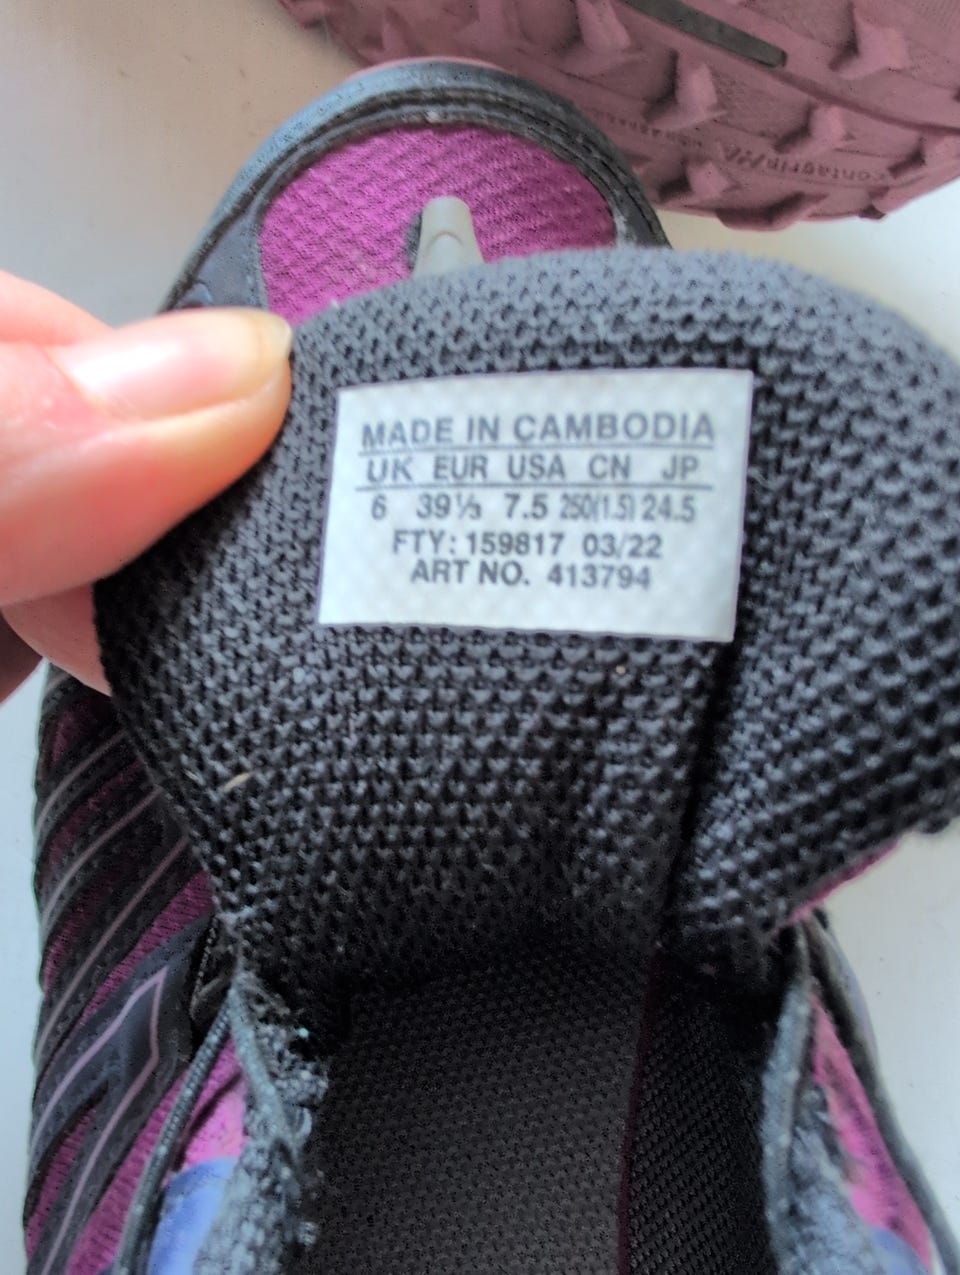 contagrip
MADE IN CAMBODIA
UK EUR USA CN JP
6 39⅓ 7.5 250(1.5) 24.5
FTY: 159817 03/22
ART NO. 413794